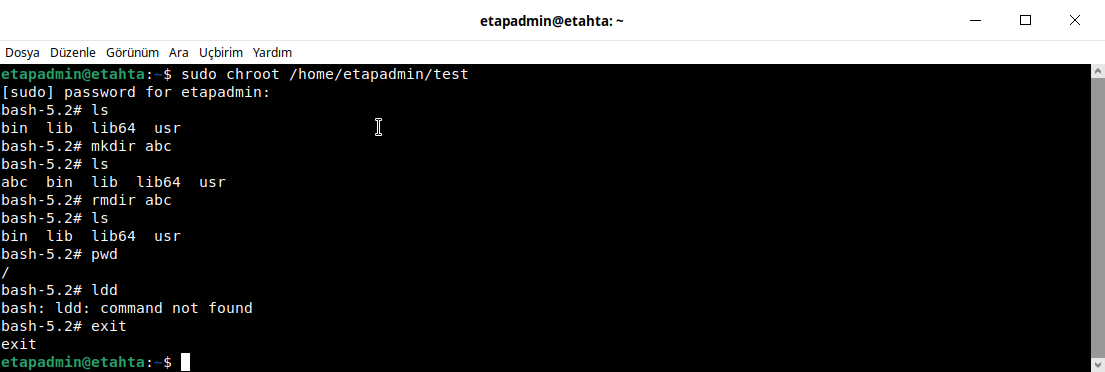 etapadmin@etahta: ~
Dosya Düzenle Görünüm Ara Uçbirim Yardım
etapadmin@etahta:~$ sudo chroot /home/etapadmin/test
[sudo] password for etapadmin:
bash-5.2# ls
bin  lib  lib64  usr
bash-5.2# mkdir abc
bash-5.2# ls
abc  bin  lib  lib64  usr
bash-5.2# rmdir abc
bash-5.2# ls
bin  lib  lib64  usr
bash-5.2# pwd
/
bash-5.2# ldd
bash: ldd: command not found
bash-5.2# exit
exit
etapadmin@etahta:~$